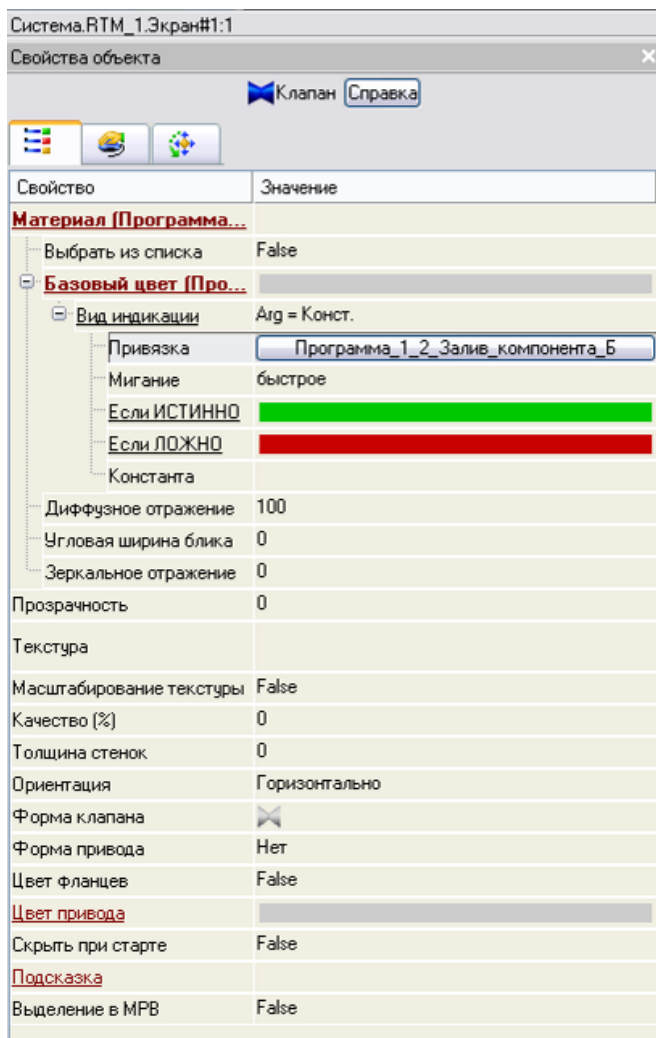 Система.RTM_1.Экран#1:1
Свойства объекта
Клапан Справка
Свойство Значение
Материал (Программа...
Выбрать из списка False
Базовый цвет (Про...
Вид индикации Arg = Конст.
Привязка Программа_1_2_Залив_компонента_Б
Мигание быстрое
Если ИСТИННО
Если ЛОЖНО
Константа
Диффузное отражение 100
Угловая ширина блика 0
Зеркальное отражение 0
Прозрачность 0
Текстура
Масштабирование текстуры False
Качество (%) 0
Толщина стенок 0
Ориентация Горизонтально
Форма клапана
Форма привода Нет
Цвет фланцев False
Цвет привода
Скрыть при старте False
Подсказка
Выделение в МРВ False